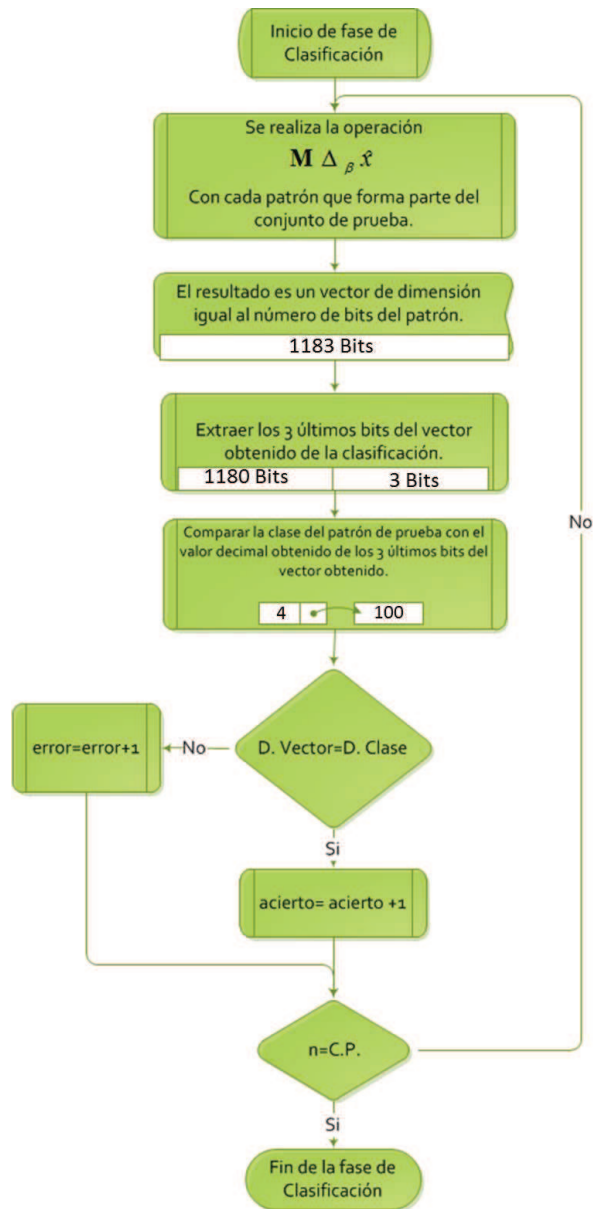 Inicio de fase de
Clasificación
Se realiza la operación
M Δ β x̂
Con cada patrón que forma parte del
conjunto de prueba.
El resultado es un vector de dimensión
igual al número de bits del patrón.
1183 Bits
Extraer los 3 últimos bits del vector
obtenido de la clasificación.
1180 Bits
3 Bits
Comparar la clase del patrón de prueba con el
valor decimal obtenido de los 3 últimos bits del
vector obtenido.
4
100
No
D. Vector=D. Clase
No
error=error+1
Si
acierto= acierto +1
n=C.P.
Si
Fin de la fase de
Clasificación